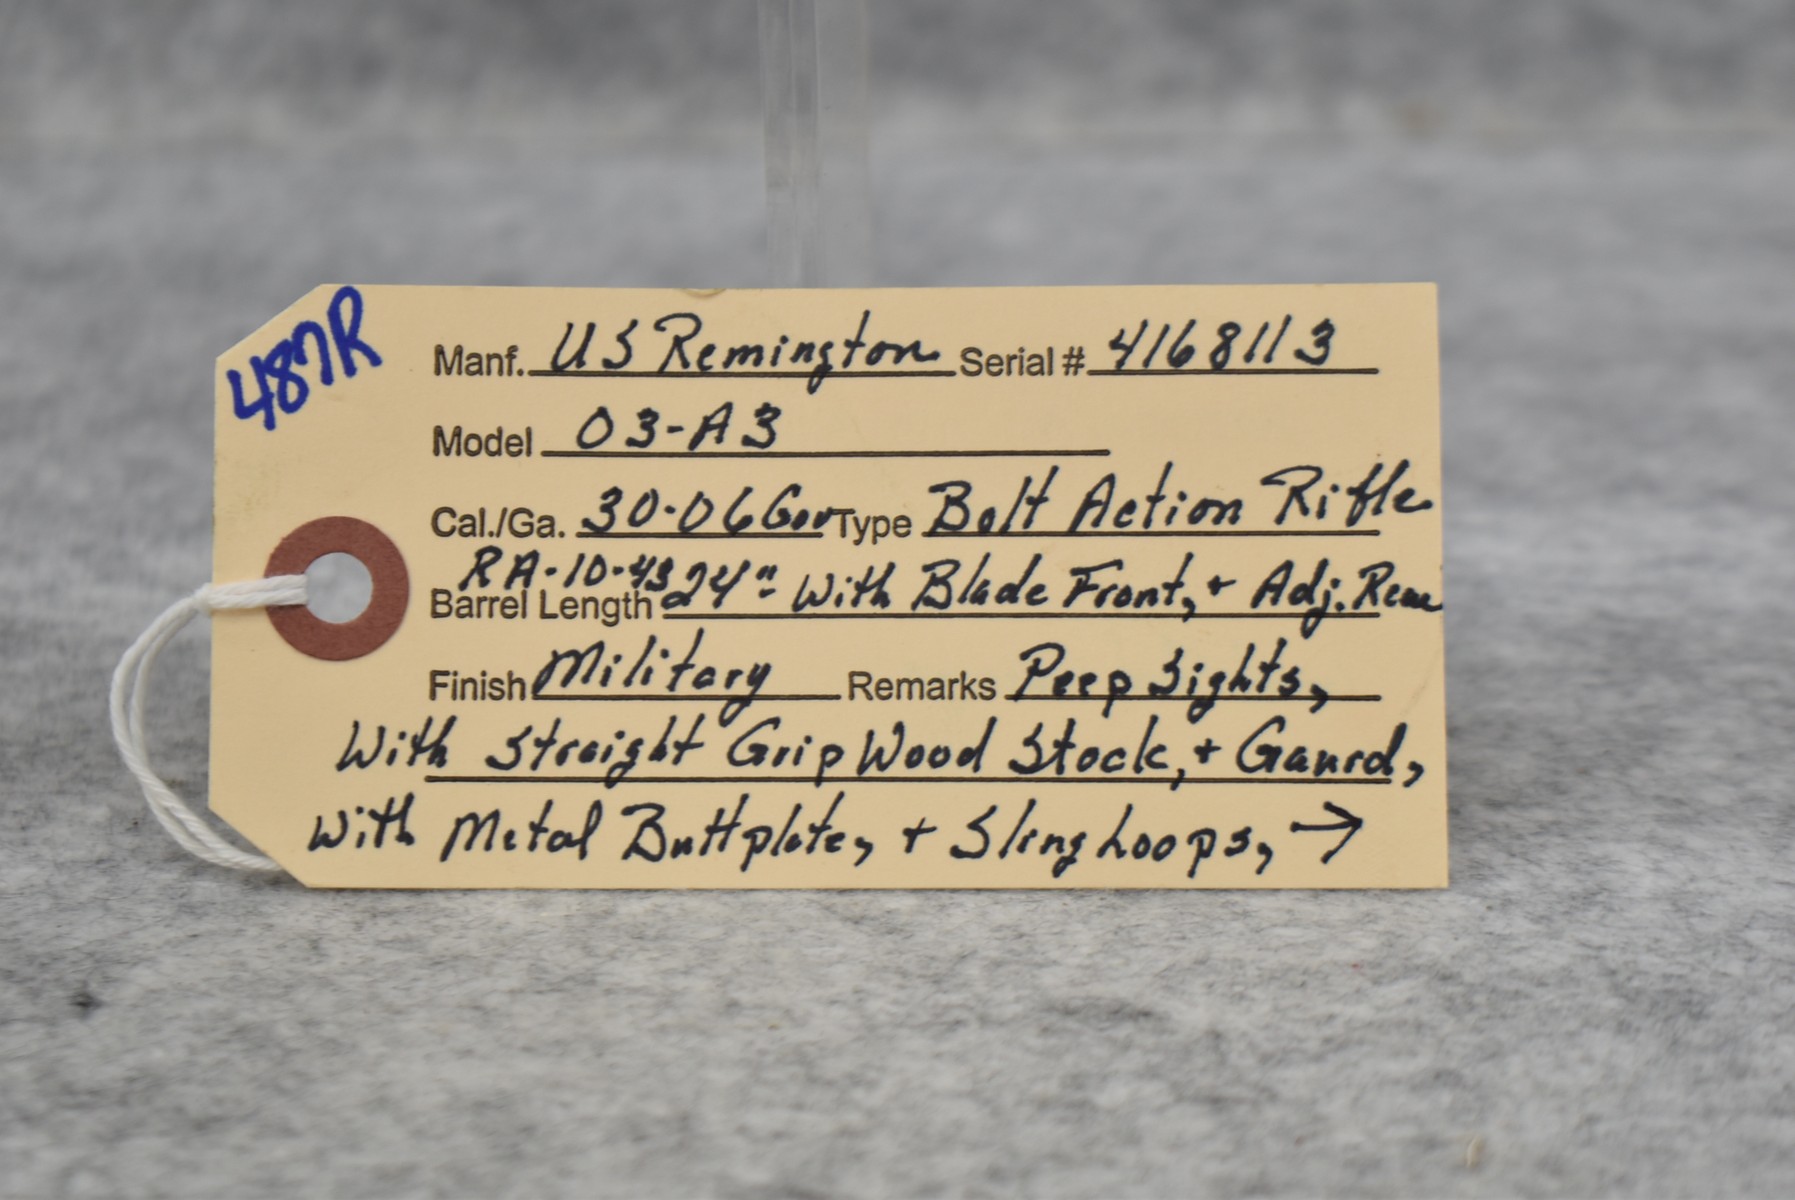 487R
Manf. US Remington Serial # 4168113
Model 03-A3
Cal./Ga. 30-06 Gov Type Bolt Action Rifle
RA-10-43
Barrel Length 24" With Blade Front, + Adj. Rear
Finish Military Remarks Peep Sights,
With Straight Grip Wood Stock, + Gaurd,
With Metal Buttplate, + Sling Loops, →